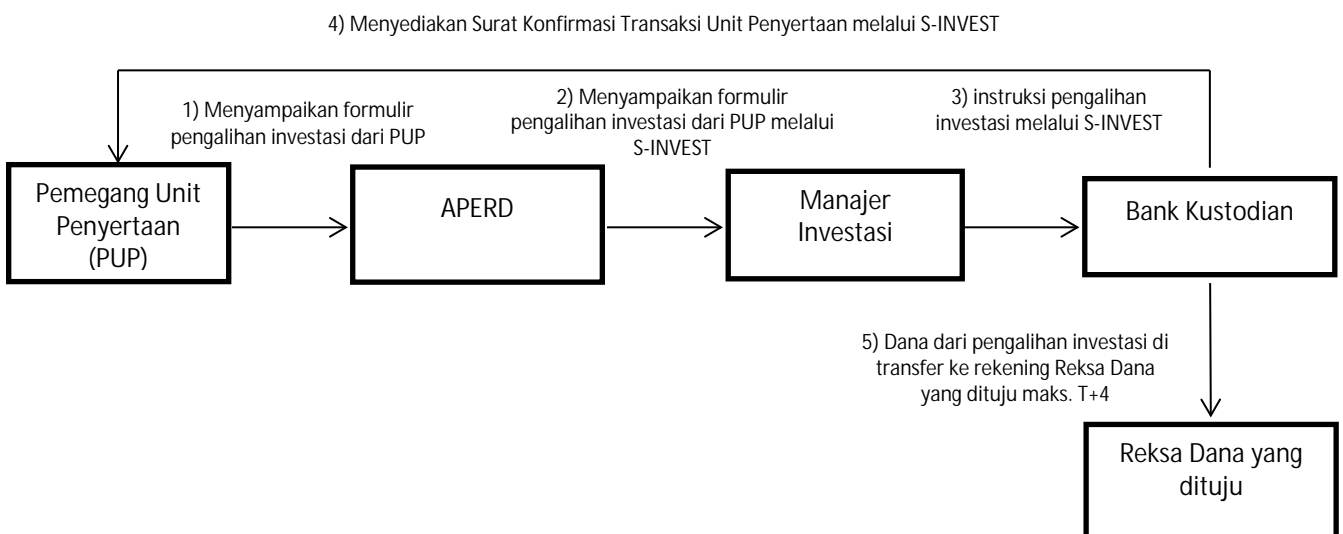 4) Menyediakan Surat Konfirmasi Transaksi Unit Penyertaan melalui S-INVEST
1) Menyampaikan formulir
pengalihan investasi dari PUP
2) Menyampaikan formulir
pengalihan investasi dari PUP melalui
S-INVEST
3) instruksi pengalihan
investasi melalui S-INVEST
Pemegang Unit
Penyertaan
(PUP)
APERD
Manajer
Investasi
Bank Kustodian
5) Dana dari pengalihan investasi di
transfer ke rekening Reksa Dana
yang dituju maks. T+4
Reksa Dana yang
dituju